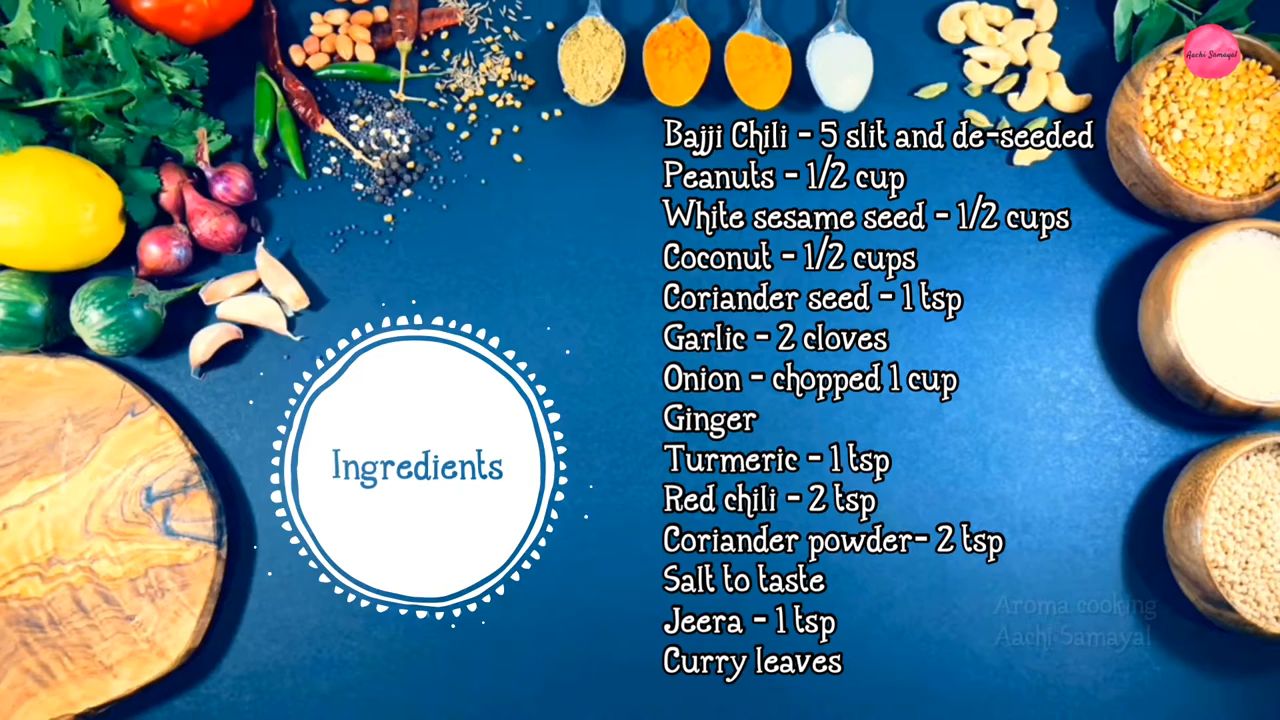 Aachi Samayal
Bajji Chili - 5 slit and de-seeded
Peanuts - 1/2 cup
White sesame seed - 1/2 cups
Coconut - 1/2 cups
Coriander seed - 1 tsp
Garlic - 2 cloves
Onion - chopped 1 cup
Ginger
Turmeric - 1 tsp
Red chili - 2 tsp
Coriander powder- 2 tsp
Salt to taste
Jeera - 1 tsp
Curry leaves
Ingredients
Aroma cooking
Aachi Samayal